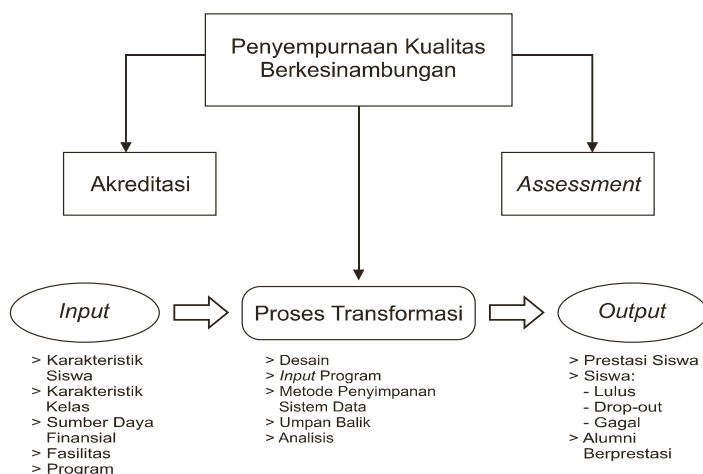 Penyempurnaan Kualitas
Berkesinambungan
Akreditasi
Assessment
Input
Proses Transformasi
Output
> Karakteristik
Siswa
> Karakteristik
Kelas
> Sumber Daya
Finansial
> Fasilitas
> Program
> Desain
> Input Program
> Metode Penyimpanan
Sistem Data
> Umpan Balik
> Analisis
> Prestasi Siswa
> Siswa:
- Lulus
- Drop-out
- Gagal
> Alumni
Berprestasi